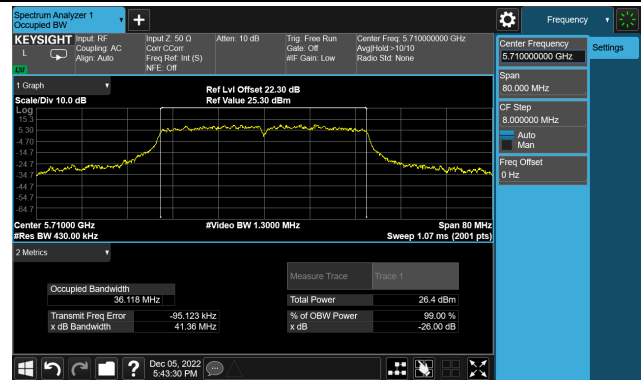 Spectrum Analyzer 1
Occupied BW
Frequency
KEYSIGHT
L
LXI
Input: RF
Coupling: AC
Align: Auto
Input Z: 50 Ω
Corr CCorr
Freq Ref: Int (S)
NFE: Off
Atten: 10 dB
Trig: Free Run
Gate: Off
#IF Gain: Low
Center Freq: 5.710000000 GHz
Avg|Hold:>10/10
Radio Std: None
Center Frequency
5.710000000 GHz
Settings
Span
80.000 MHz
CF Step
8.000000 MHz
Auto
Man
Freq Offset
0 Hz
1 Graph
Scale/Div 10.0 dB
Ref Lvl Offset 22.30 dB
Ref Value 25.30 dBm
Log
15.3
5.30
-4.70
-14.7
-24.7
-34.7
-44.7
-54.7
-64.7
Center 5.71000 GHz
#Res BW 430.00 kHz
#Video BW 1.3000 MHz
Span 80 MHz
Sweep 1.07 ms (2001 pts)
2 Metrics
Measure Trace
Trace 1
Occupied Bandwidth
36.118 MHz
Total Power 26.4 dBm
Transmit Freq Error -95.123 kHz
% of OBW Power 99.00 %
x dB Bandwidth 41.36 MHz
x dB -26.00 dB
Dec 05, 2022
5:43:30 PM